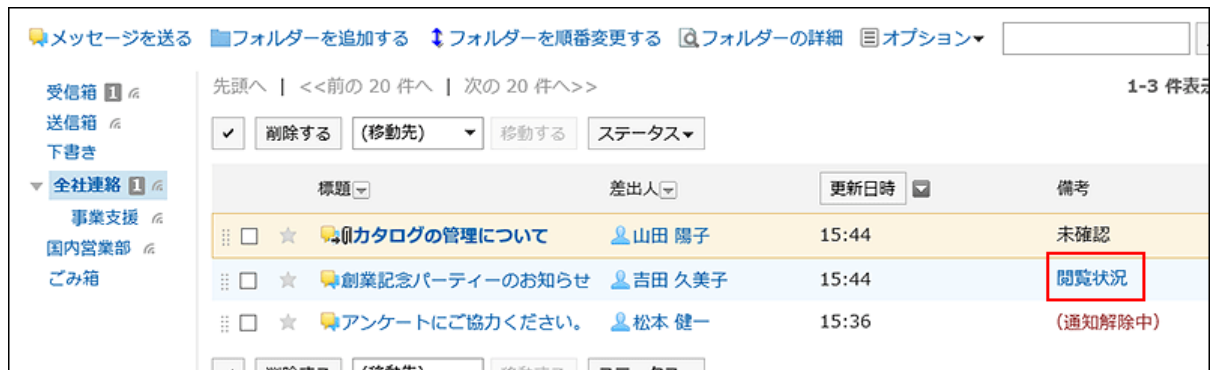 メッセージを送る フォルダーを追加する フォルダーを順番変更する フォルダーの詳細 オプション
受信箱 1
送信箱
下書き
全社連絡 1
事業支援
国内営業部
ごみ箱
先頭へ | <<前の 20 件へ | 次の 20 件へ>>
1-3 件表示
削除する (移動先) 移動する ステータス
標題 差出人 更新日時 備考
カタログの管理について 山田 陽子 15:44 未確認
創業記念パーティーのお知らせ 吉田 久美子 15:44 閲覧状況
アンケートにご協力ください。 松本 健一 15:36 (通知解除中)